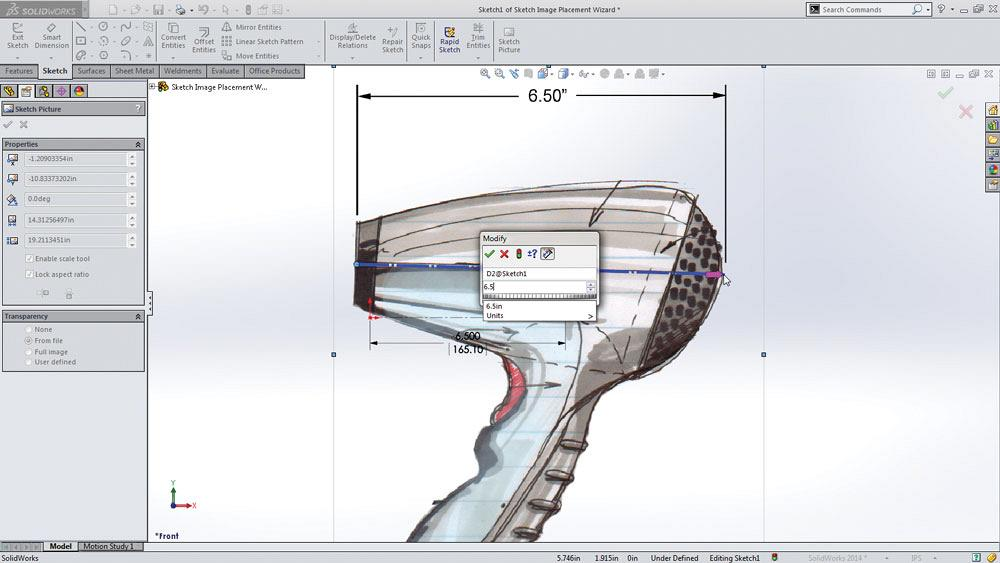 SOLIDWORKS
Sketch1 of Sketch Image Placement Wizard *
Search Commands
Exit
Sketch
Smart
Dimension
Convert
Entities
Offset
Entities
Mirror Entities
Linear Sketch Pattern
Move Entities
Display/Delete
Relations
Repair
Sketch
Quick
Snaps
Rapid
Sketch
Trim
Entities
Sketch
Picture
Features
Sketch
Surfaces
Sheet Metal
Weldments
Evaluate
Office Products
Sketch Image Placement W...
Sketch Picture
?
Properties
-1.20903354in
-10.83373202in
0.0deg
14.31256497in
19.2113451in
Enable scale tool
Lock aspect ratio
Transparency
None
From file
Full image
User defined
6.50”
Modify
±?
D2@Sketch1
6.5
6.5in
Units >
6.500
165.10
Y
X
*Front
Model
Motion Study 1
SolidWorks
5.746in
1.915in
0in
Under Defined
Editing Sketch1
SolidWorks 2014 *
IPS